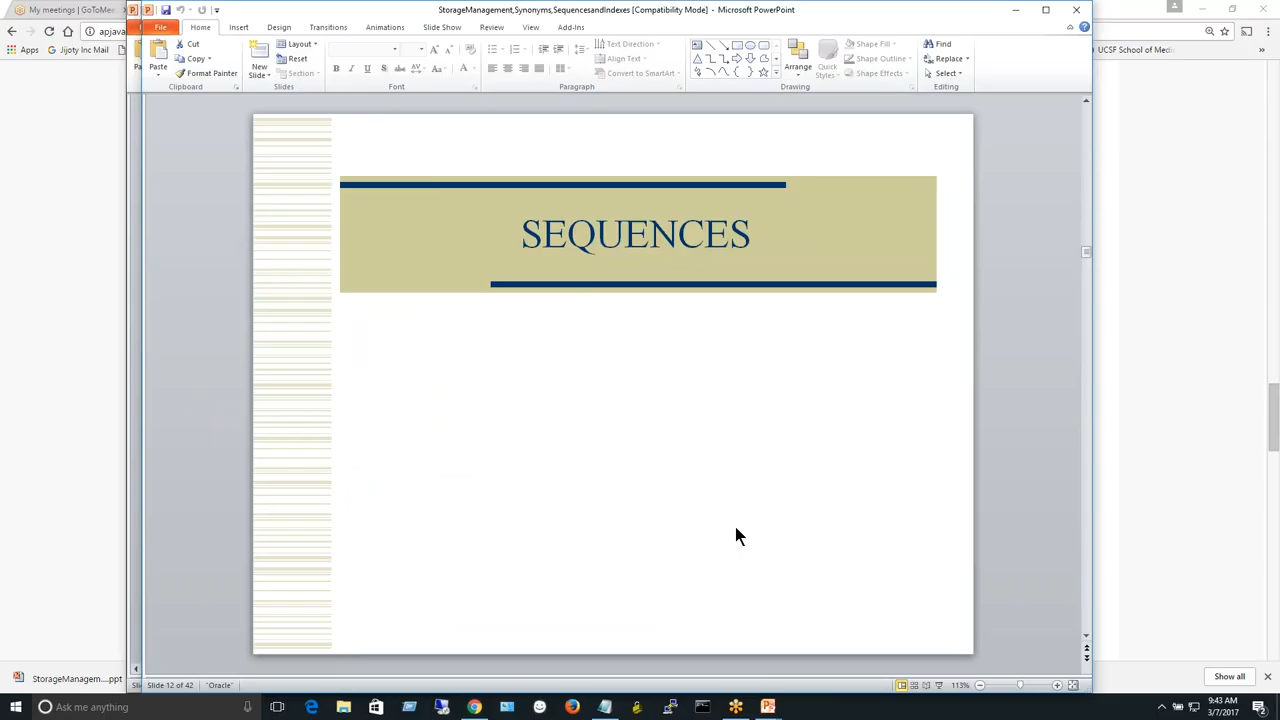 My meetings | GoToMe
StorageManagement,Synonyms,SequencesandIndexes [Compatibility Mode] - Microsoft PowerPoint
apjava
File Home Insert Design Transitions Animations Slide Show Review View Add-Ins
Apps Jipity Inc Mail
UCSF School of Medi
Paste
Cut
Copy
Format Painter
Clipboard
New Slide
Layout
Reset
Section
Slides
Font
Text Direction
Align Text
Convert to SmartArt
Paragraph
Arrange
Quick Styles
Shape Fill
Shape Outline
Shape Effects
Drawing
Find
Replace
Select
Editing
SEQUENCES
StorageManagem....ppt
Show all
Slide 12 of 42 "Oracle" 113%
Ask me anything
9:43 AM
3/7/2017